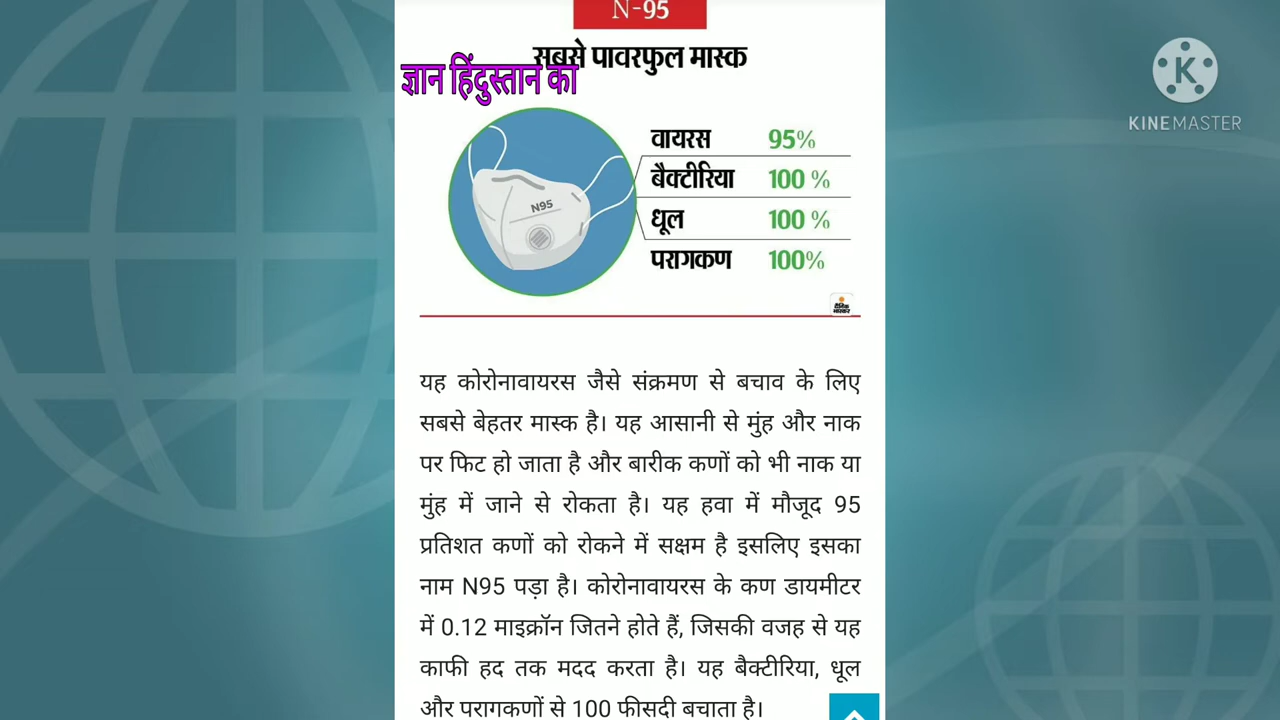 N-95
सबसे पावरफुल मास्क
ज्ञान हिंदुस्तान का
वायरस 95%
बैक्टीरिया 100 %
धूल 100 %
परागकण 100%
N95
दैनिक
भास्कर
K
KINEMASTER
यह कोरोनावायरस जैसे संक्रमण से बचाव के लिए
सबसे बेहतर मास्क है। यह आसानी से मुंह और नाक
पर फिट हो जाता है और बारीक कणों को भी नाक या
मुंह में जाने से रोकता है। यह हवा में मौजूद 95
प्रतिशत कणों को रोकने में सक्षम है इसलिए इसका
नाम N95 पड़ा है। कोरोनावायरस के कण डायमीटर
में 0.12 माइक्रॉन जितने होते हैं, जिसकी वजह से यह
काफी हद तक मदद करता है। यह बैक्टीरिया, धूल
और परागकणों से 100 फीसदी बचाता है।